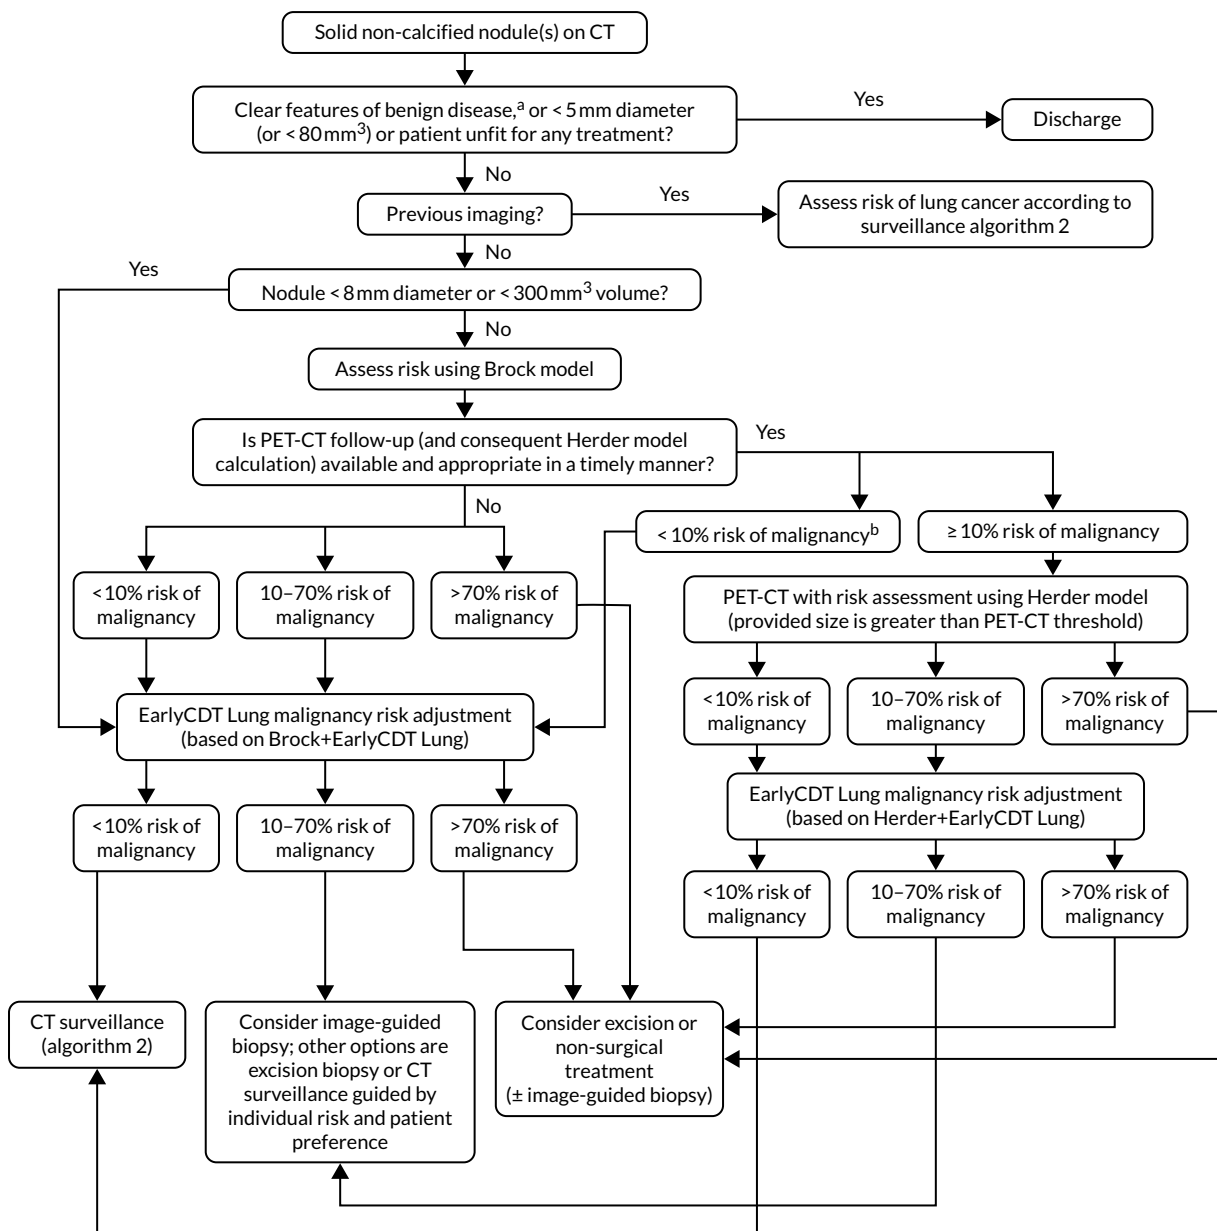 Solid non-calcified nodule(s) on CT
Clear features of benign disease,ᵃ or < 5 mm diameter
(or < 80 mm³) or patient unfit for any treatment?
Yes
Discharge
No
Previous imaging?
Yes
Assess risk of lung cancer according to
surveillance algorithm 2
No
Yes
Nodule < 8 mm diameter or < 300 mm³ volume?
No
Assess risk using Brock model
Is PET-CT follow-up (and consequent Herder model
calculation) available and appropriate in a timely manner?
Yes
No
< 10% risk of malignancyᵇ
≥ 10% risk of malignancy
<10% risk of
malignancy
10–70% risk of
malignancy
>70% risk of
malignancy
PET-CT with risk assessment using Herder model
(provided size is greater than PET-CT threshold)
<10% risk of
malignancy
10–70% risk of
malignancy
>70% risk of
malignancy
EarlyCDT Lung malignancy risk adjustment
(based on Brock+EarlyCDT Lung)
EarlyCDT Lung malignancy risk adjustment
(based on Herder+EarlyCDT Lung)
<10% risk of
malignancy
10–70% risk of
malignancy
>70% risk of
malignancy
<10% risk of
malignancy
10–70% risk of
malignancy
>70% risk of
malignancy
CT surveillance
(algorithm 2)
Consider image-guided
biopsy; other options are
excision biopsy or CT
surveillance guided by
individual risk and patient
preference
Consider excision or
non-surgical
treatment
(± image-guided biopsy)